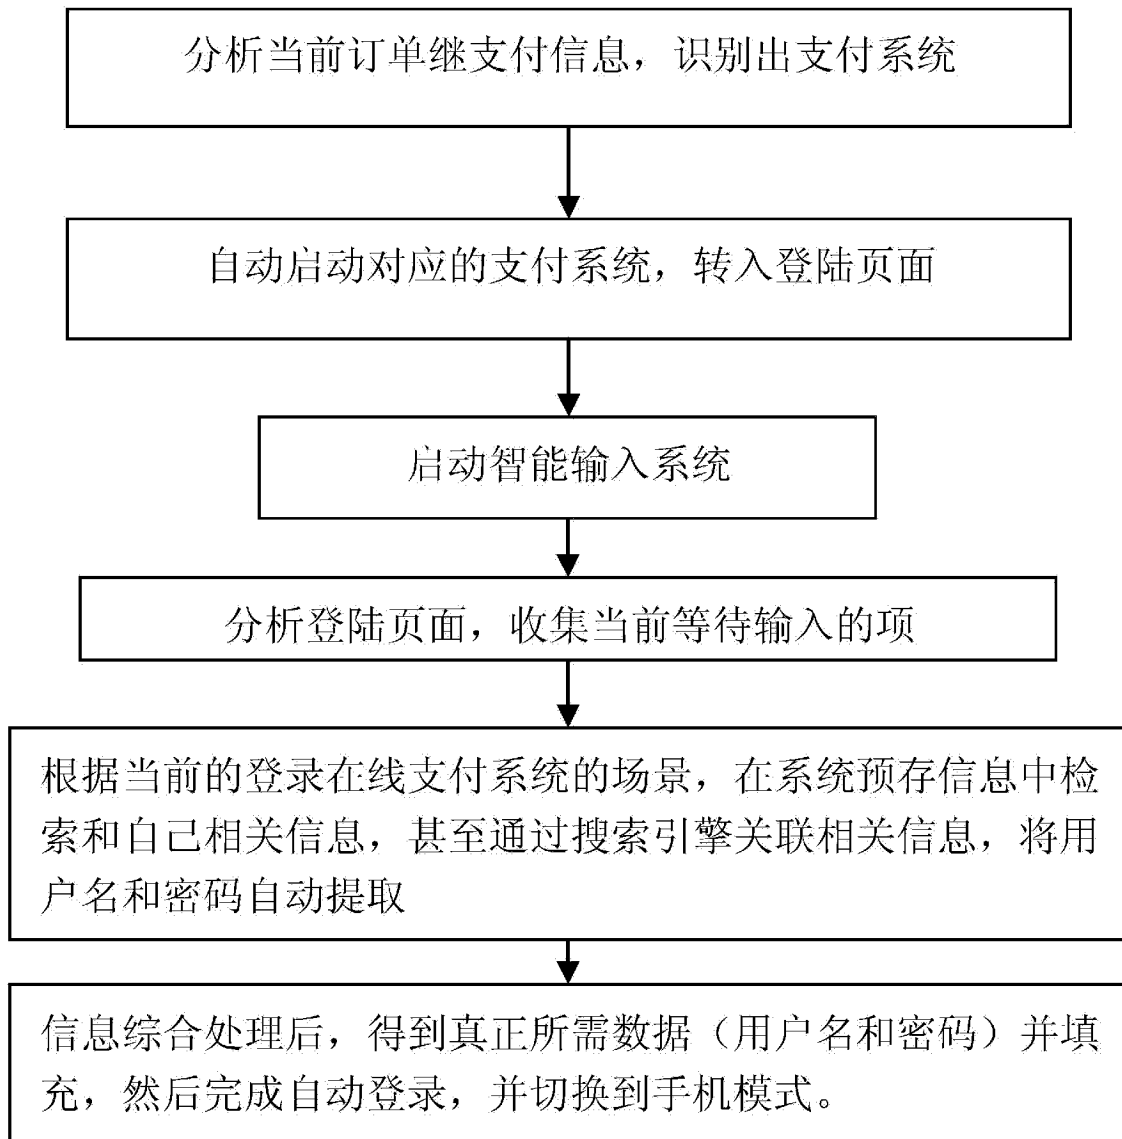 分析当前订单继支付信息，识别出支付系统
自动启动对应的支付系统，转入登陆页面
启动智能输入系统
分析登陆页面，收集当前等待输入的项
根据当前的登录在线支付系统的场景，在系统预存信息中检
索和自己相关信息，甚至通过搜索引擎关联相关信息，将用
户名和密码自动提取
信息综合处理后，得到真正所需数据（用户名和密码）并填
充，然后完成自动登录，并切换到手机模式。